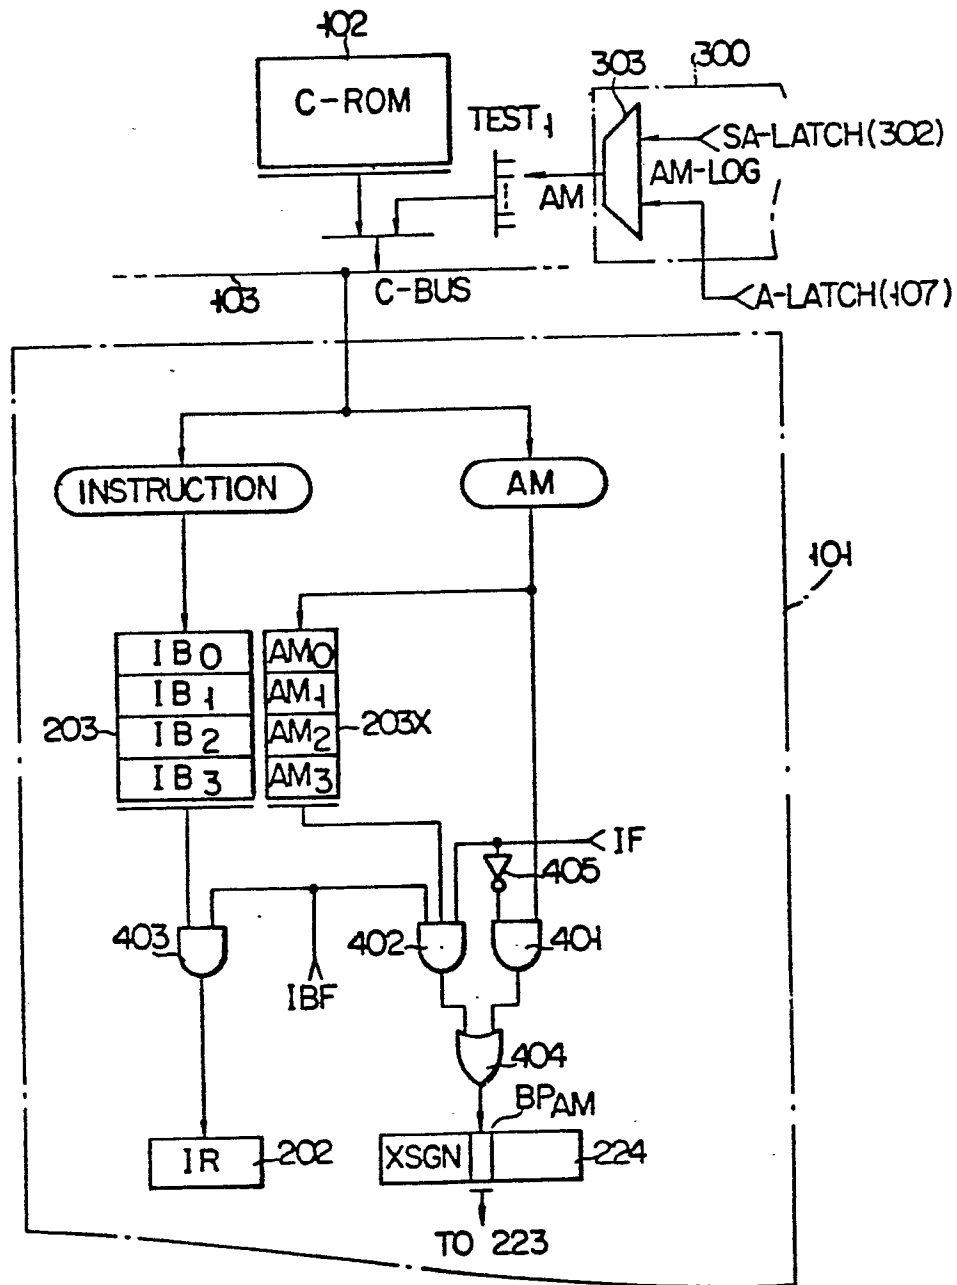 102
C-ROM
303
300
TEST1
SA-LATCH(302)
AM-LOG
AM
103
C-BUS
A-LATCH(107)
INSTRUCTION
AM
101
IB0
AM0
IB1
AM1
203
IB2
AM2
203X
IB3
AM3
IF
405
403
402
401
IBF
404
BPAM
IR
202
XSGN
224
TO 223